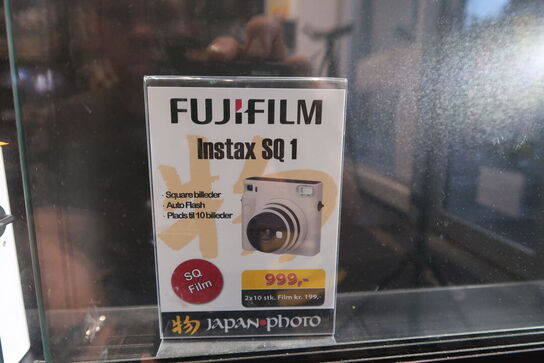 FUJIFILM
Instax SQ 1
· Square billeder
· Auto Flash
· Plads til 10 billeder
SQ
Film
999,-
2x10 stk. Film kr. 199,-
物 JAPAN PHOTO